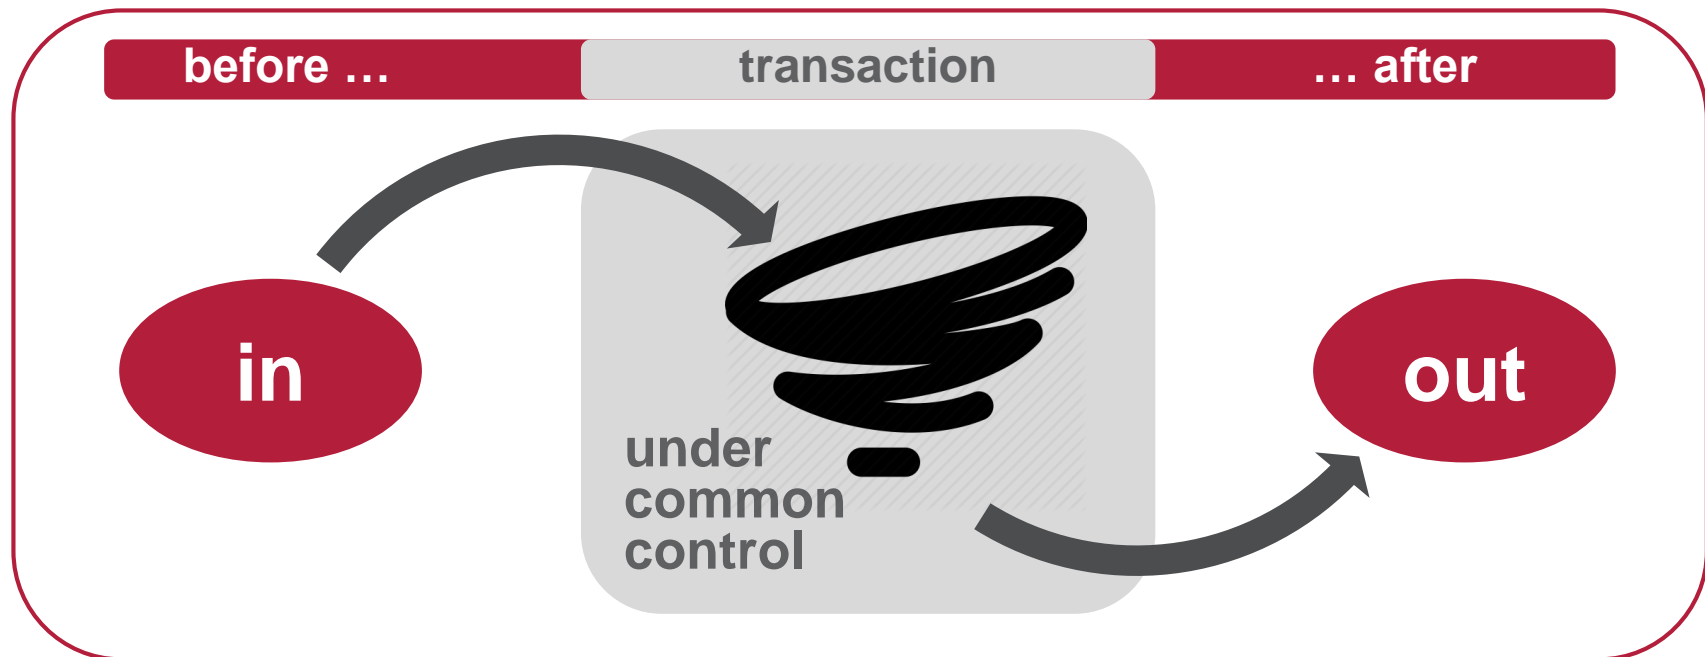 before …
transaction
… after
in
out
under
common
control